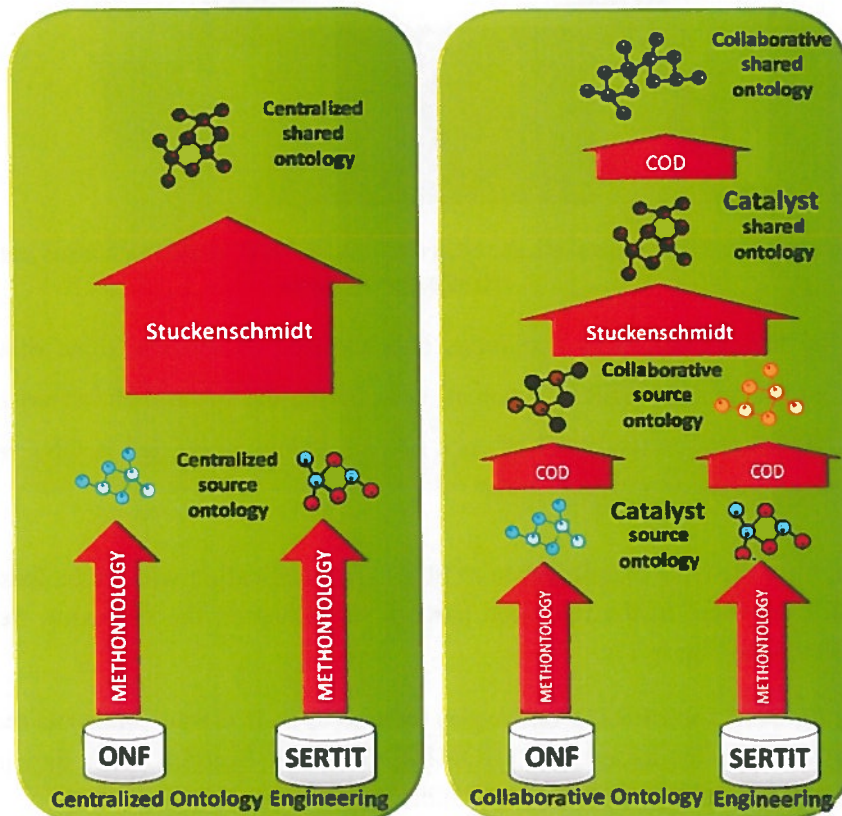 Centralized
shared
ontology
Stuckenschmidt
Centralized
source
ontology
METHONTOLOGY
METHONTOLOGY
ONF
SERTIT
Centralized Ontology Engineering
Collaborative
shared
ontology
COD
Catalyst
shared
ontology
Stuckenschmidt
Collaborative
source
ontology
COD
COD
Catalyst
source
ontology
METHONTOLOGY
METHONTOLOGY
ONF
SERTIT
Collaborative Ontology Engineering